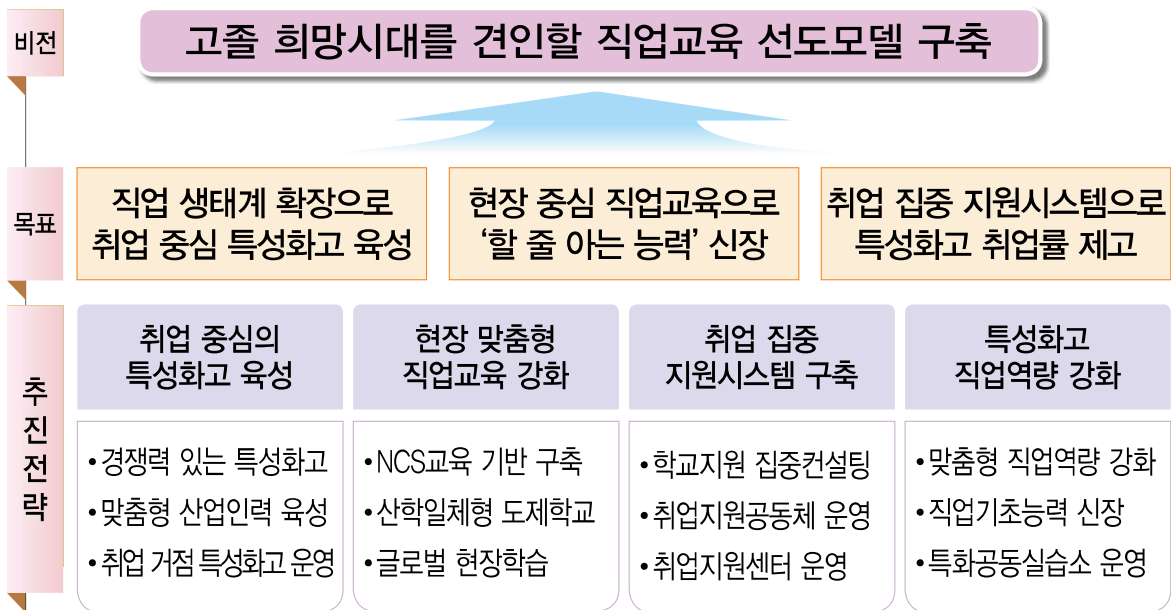 비전
고졸 희망시대를 견인할 직업교육 선도모델 구축
목표
직업 생태계 확장으로
취업 중심 특성화고 육성
현장 중심 직업교육으로
‘할 줄 아는 능력’ 신장
취업 집중 지원시스템으로
특성화고 취업률 제고
추진전략
취업 중심의
특성화고 육성
•경쟁력 있는 특성화고
•맞춤형 산업인력 육성
•취업 거점 특성화고 운영
현장 맞춤형
직업교육 강화
•NCS교육 기반 구축
•산학일체형 도제학교
•글로벌 현장학습
취업 집중
지원시스템 구축
•학교지원 집중컨설팅
•취업지원공동체 운영
•취업지원센터 운영
특성화고
직업역량 강화
•맞춤형 직업역량 강화
•직업기초능력 신장
•특화공동실습소 운영